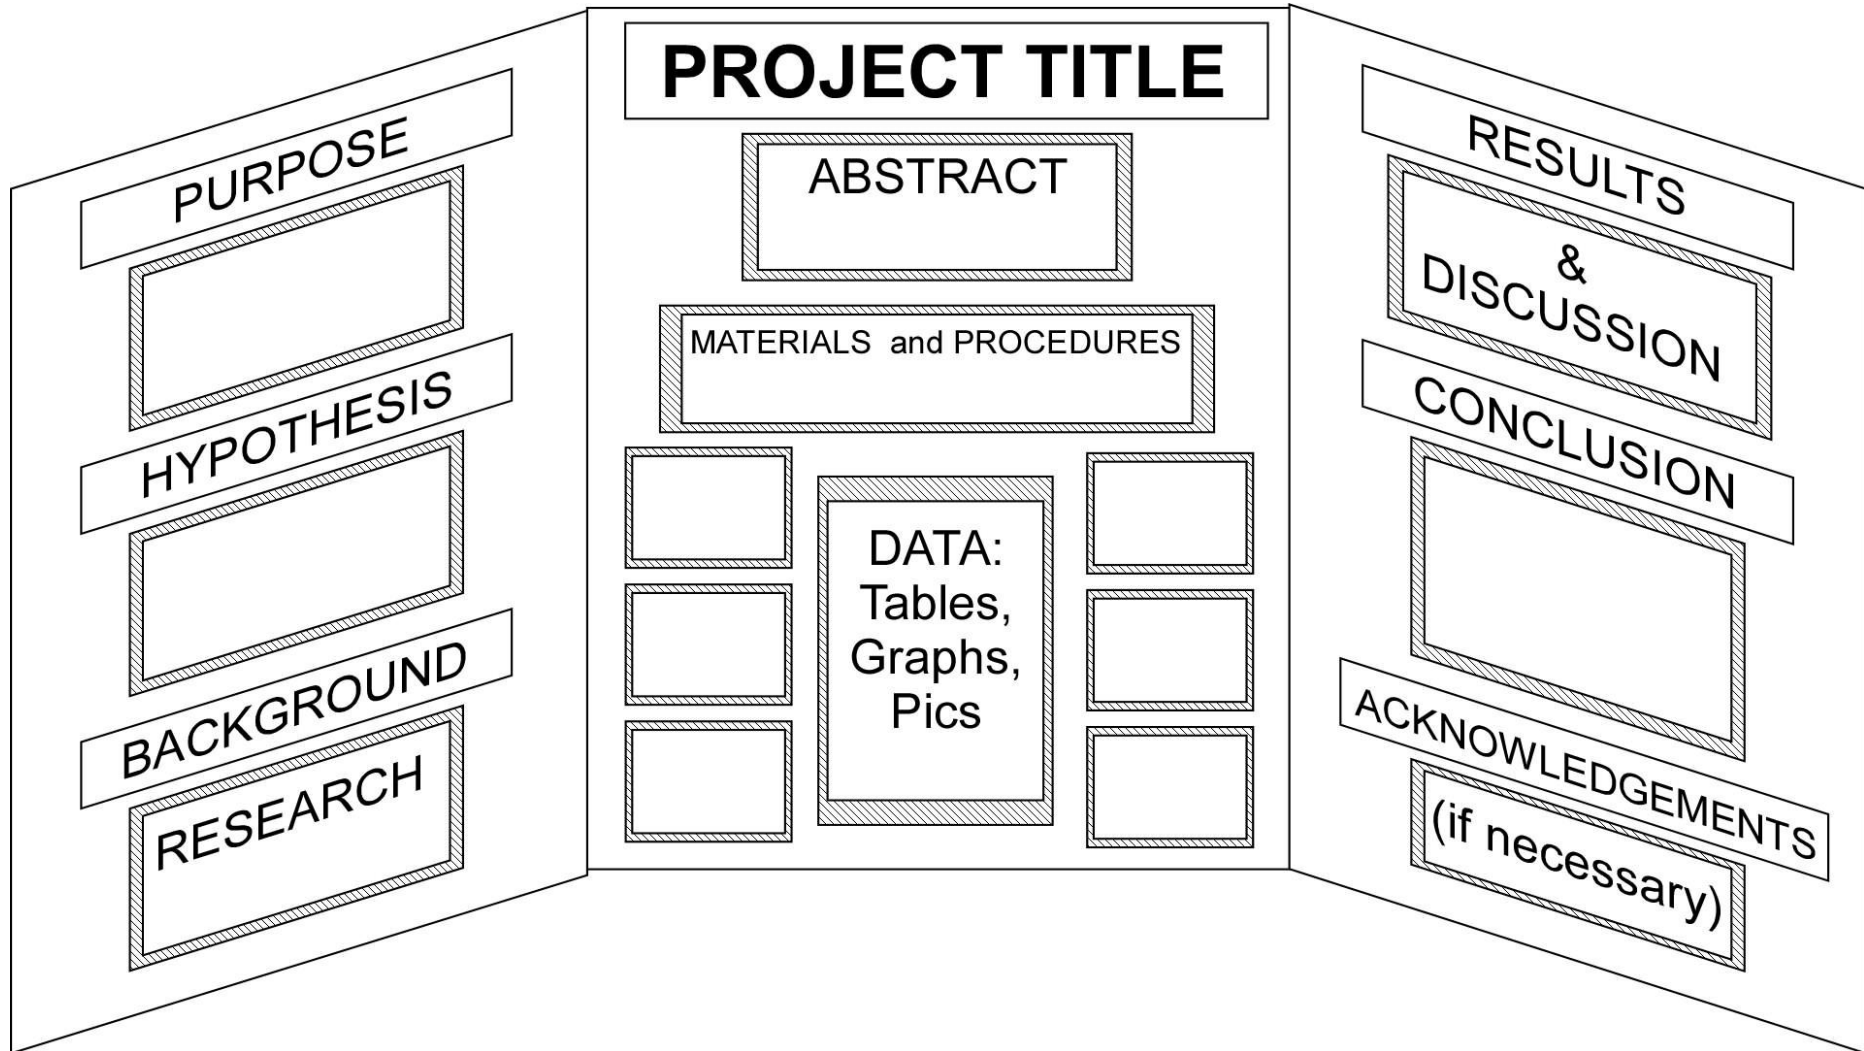 PURPOSE
HYPOTHESIS
BACKGROUND
RESEARCH
PROJECT TITLE
ABSTRACT
MATERIALS and PROCEDURES
DATA:
Tables,
Graphs,
Pics
RESULTS
&
DISCUSSION
CONCLUSION
ACKNOWLEDGEMENTS
(if necessary)